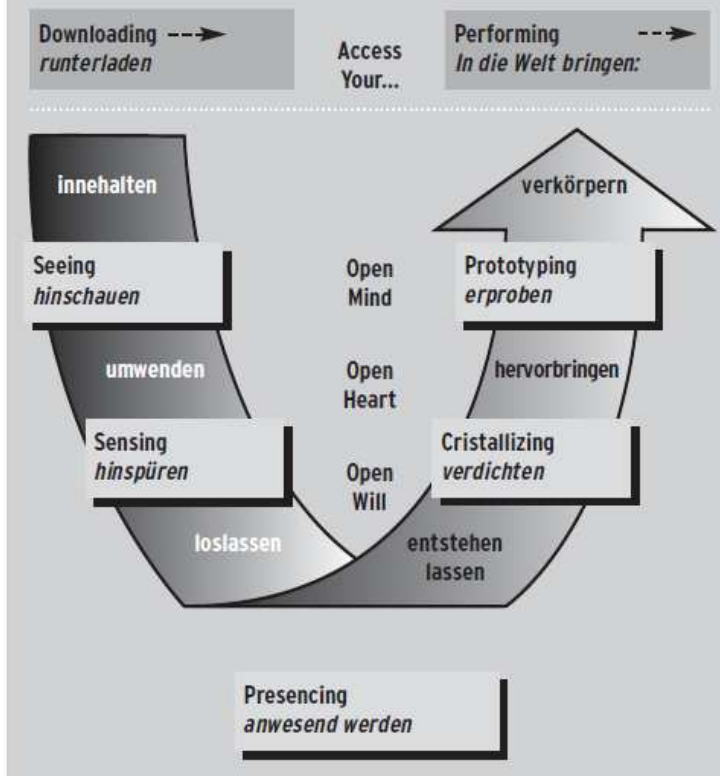 Downloading
runterladen
Access
Your...
Performing
In die Welt bringen:
innehalten
verkörpern
Seeing
hinschauen
Open
Mind
Prototyping
erproben
umwenden
Open
Heart
hervorbringen
Sensing
hinspüren
Open
Will
Cristallizing
verdichten
loslassen
entstehen
lassen
Presencing
anwesend werden